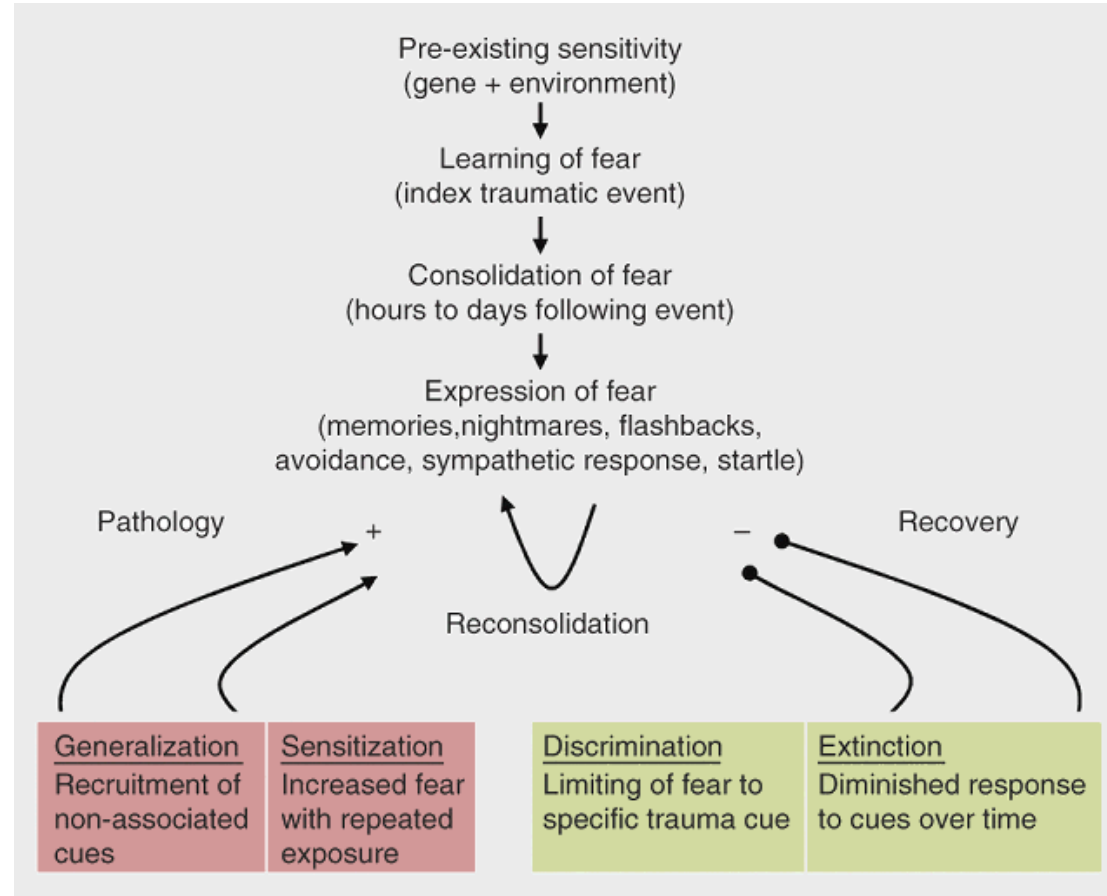 Pre-existing sensitivity
(gene + environment)
Learning of fear
(index traumatic event)
Consolidation of fear
(hours to days following event)
Expression of fear
(memories,nightmares, flashbacks,
avoidance, sympathetic response, startle)
Pathology
+
–
Recovery
Reconsolidation
Generalization
Recruitment of
non-associated
cues
Sensitization
Increased fear
with repeated
exposure
Discrimination
Limiting of fear to
specific trauma cue
Extinction
Diminished response
to cues over time